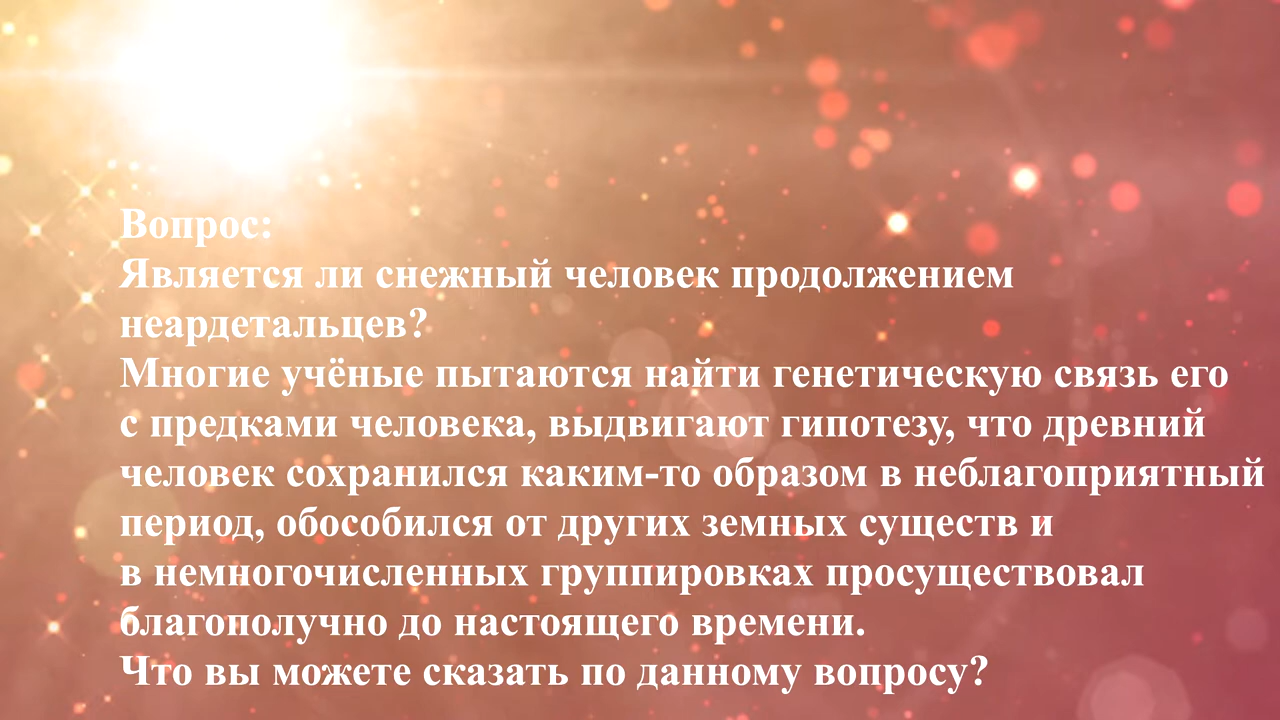 Вопрос:
Является ли снежный человек продолжением
неардетальцев?
Многие учёные пытаются найти генетическую связь его
с предками человека, выдвигают гипотезу, что древний
человек сохранился каким-то образом в неблагоприятный
период, обособился от других земных существ и
в немногочисленных группировках просуществовал
благополучно до настоящего времени.
Что вы можете сказать по данному вопросу?